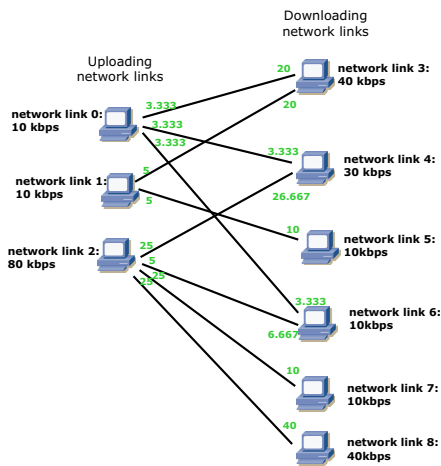 Downloading
network links
Uploading
network links
network link 0:
10 kbps
network link 1:
10 kbps
network link 2:
80 kbps
3.333
3.333
3.333
5
5
25
5
25
25
20
20
3.333
26.667
10
3.333
6.667
10
40
network link 3:
40 kbps
network link 4:
30 kbps
network link 5:
10kbps
network link 6:
10kbps
network link 7:
10kbps
network link 8:
40kbps